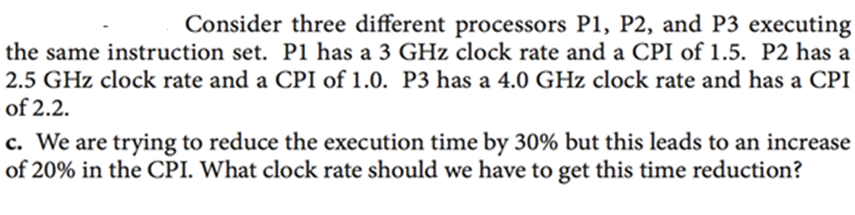 Consider three different processors P1, P2, and P3 executing
the same instruction set. P1 has a 3 GHz clock rate and a CPI of 1.5. P2 has a
2.5 GHz clock rate and a CPI of 1.0. P3 has a 4.0 GHz clock rate and has a CPI
of 2.2.
c. We are trying to reduce the execution time by 30% but this leads to an increase
of 20% in the CPI. What clock rate should we have to get this time reduction?